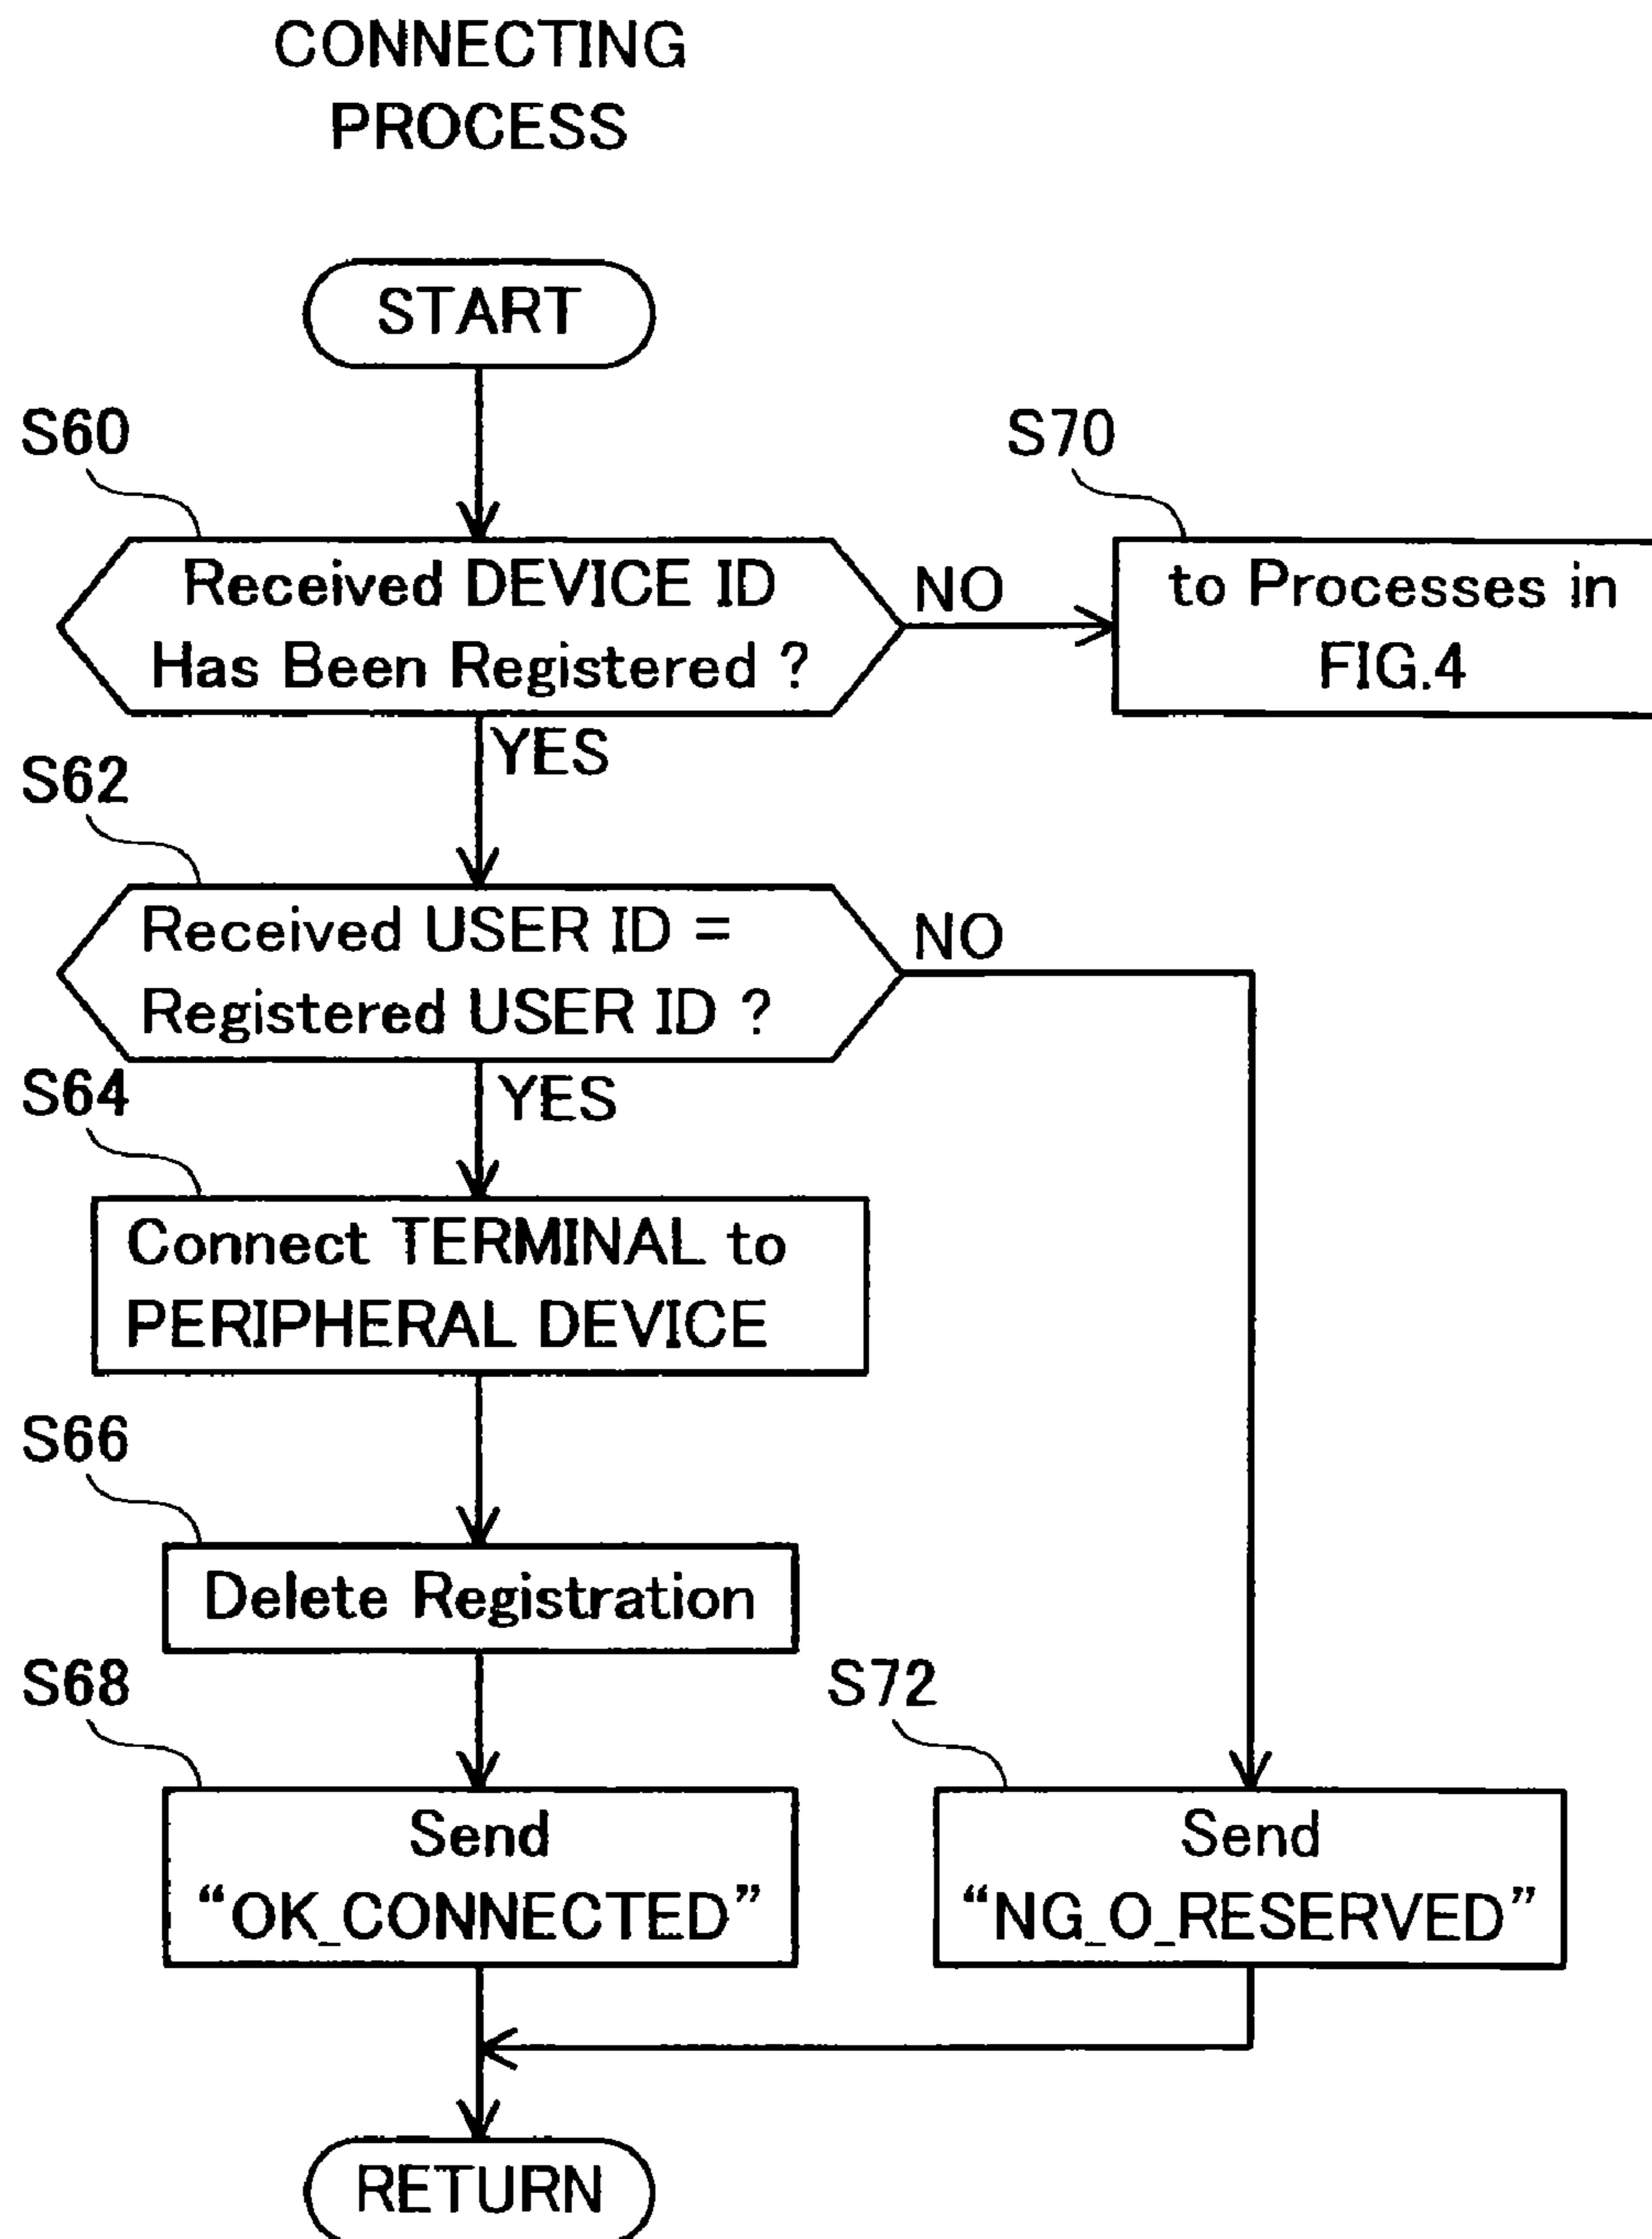 CONNECTING
PROCESS
START
S60
S70
Received DEVICE ID
Has Been Registered ?
NO
to Processes in
FIG.4
YES
S62
Received USER ID =
Registered USER ID ?
NO
YES
S64
Connect TERMINAL to
PERIPHERAL DEVICE
S66
Delete Registration
S68
S72
Send
“OK_CONNECTED”
Send
“NG_O_RESERVED”
RETURN